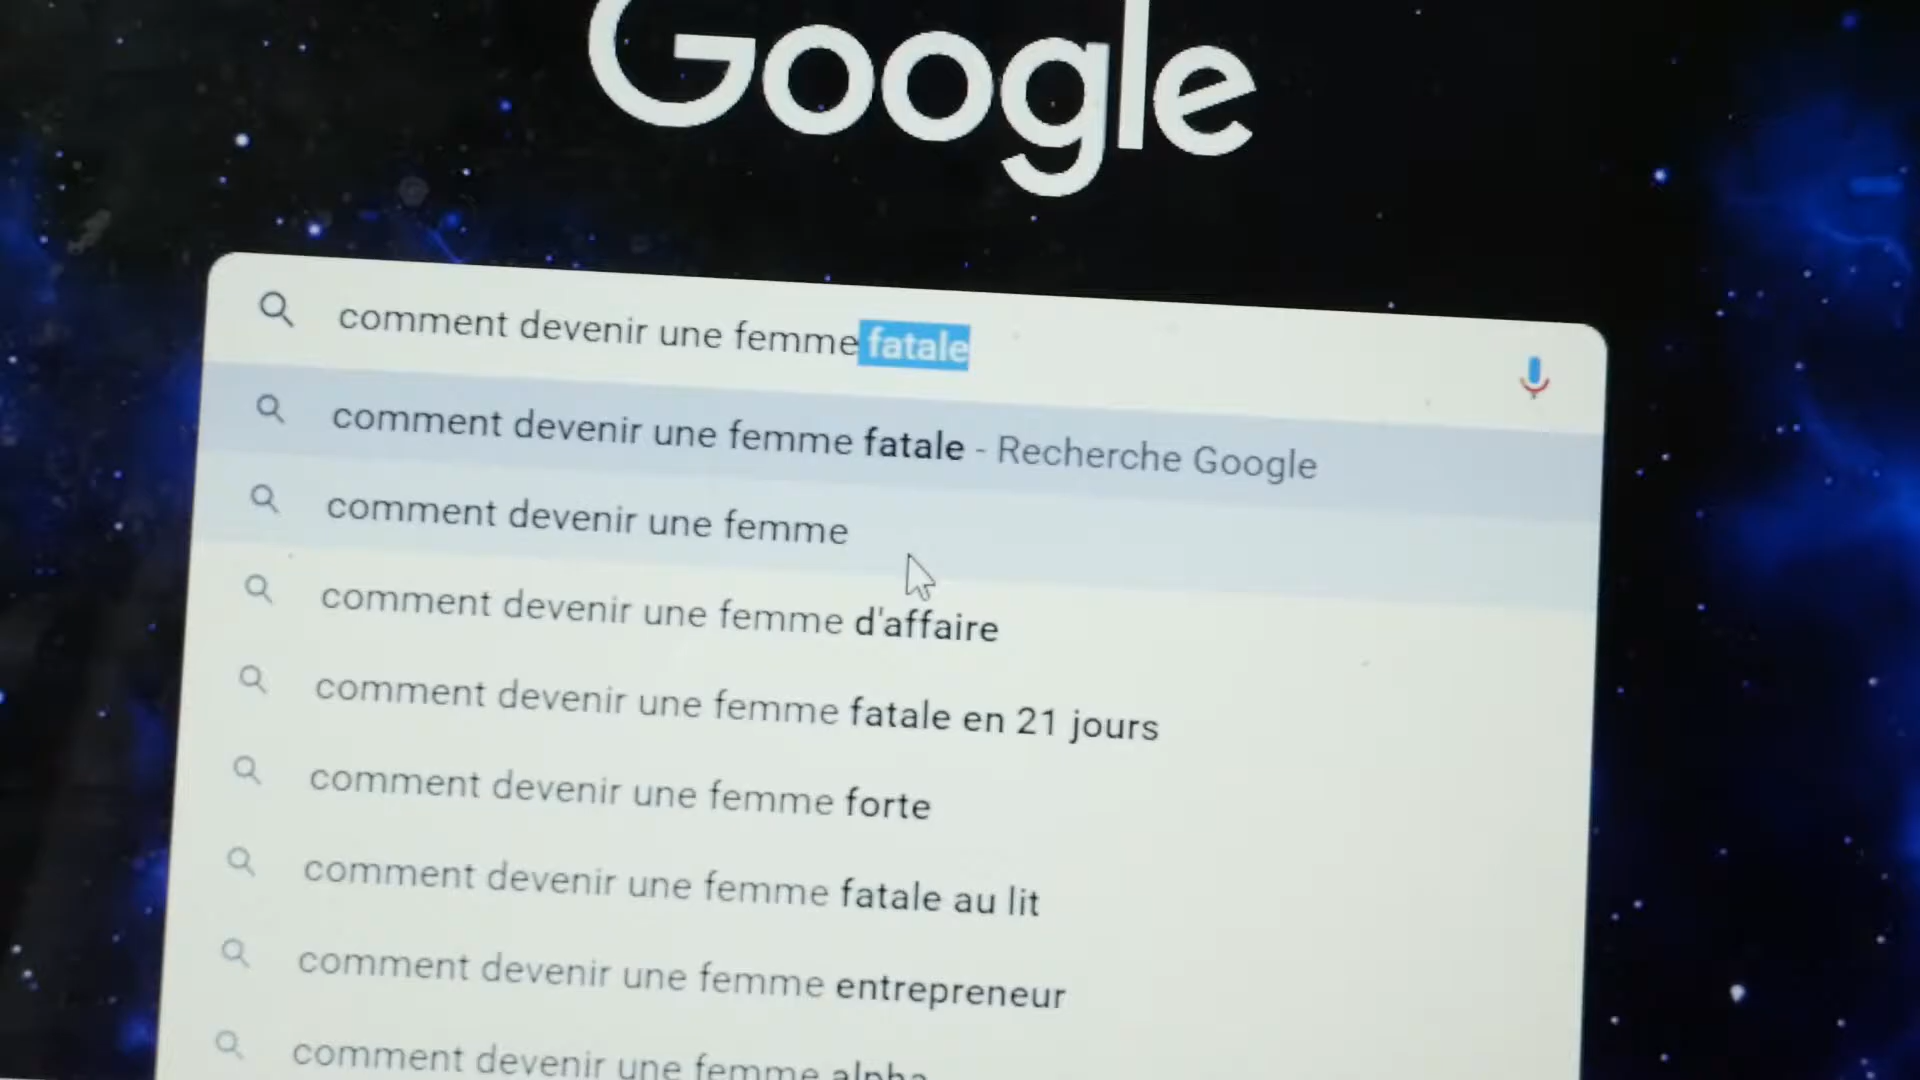 Google
comment devenir une femme fatale
comment devenir une femme fatale - Recherche Google
comment devenir une femme
comment devenir une femme d'affaire
comment devenir une femme fatale en 21 jours
comment devenir une femme forte
comment devenir une femme fatale au lit
comment devenir une femme entrepreneur
comment devenir une femme alpha